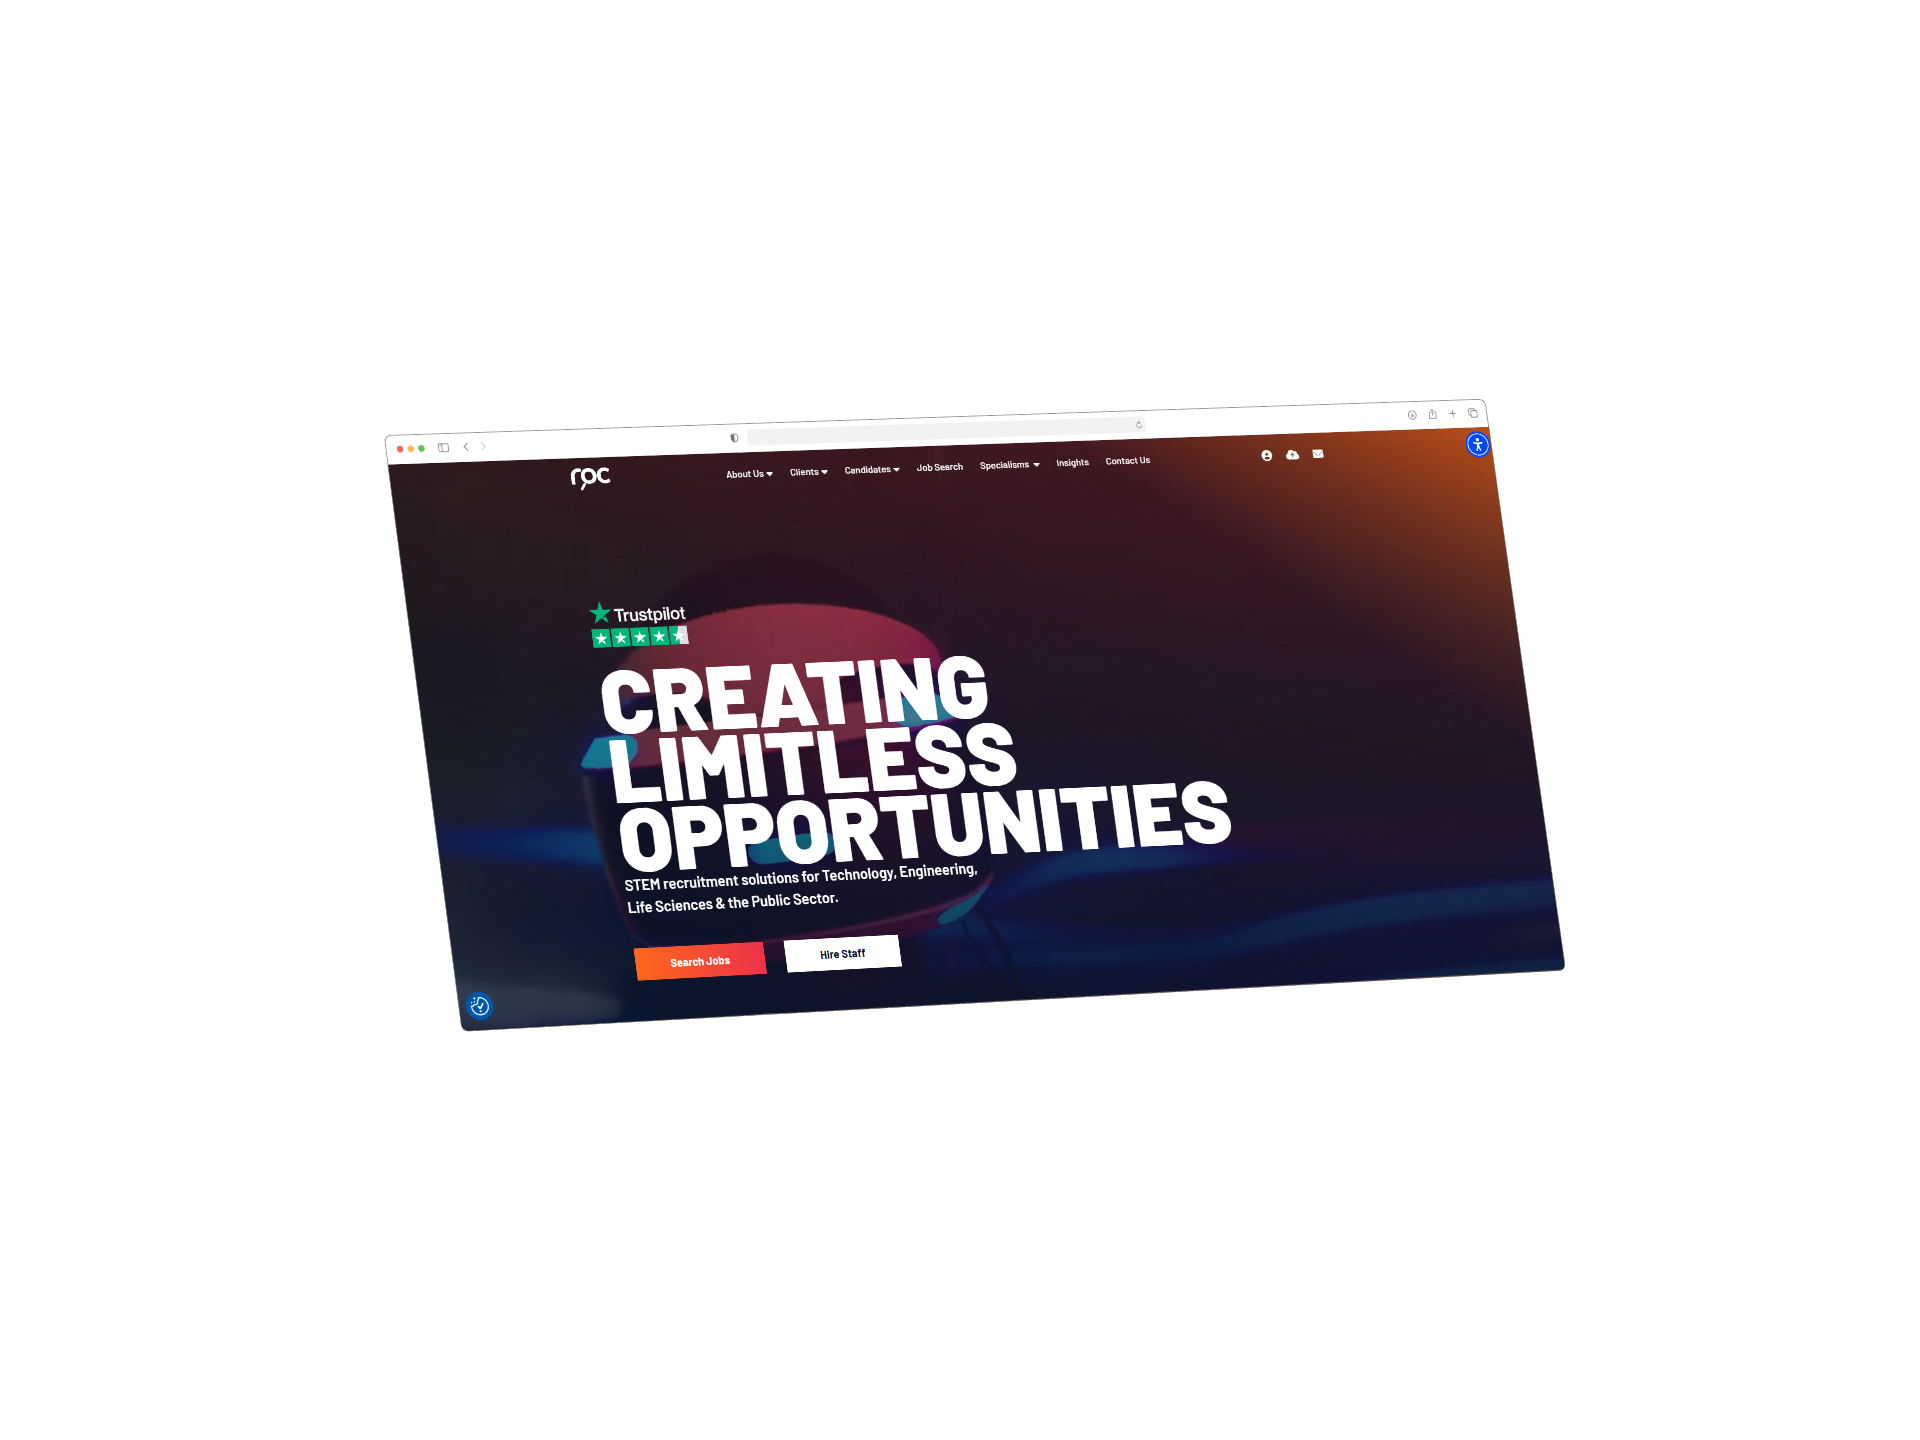 roc
About Us
Clients
Candidates
Job Search
Specialisms
Insights
Contact Us
Trustpilot
CREATING
LIMITLESS
OPPORTUNITIES
STEM recruitment solutions for Technology, Engineering,
Life Sciences & the Public Sector.
Search Jobs
Hire Staff